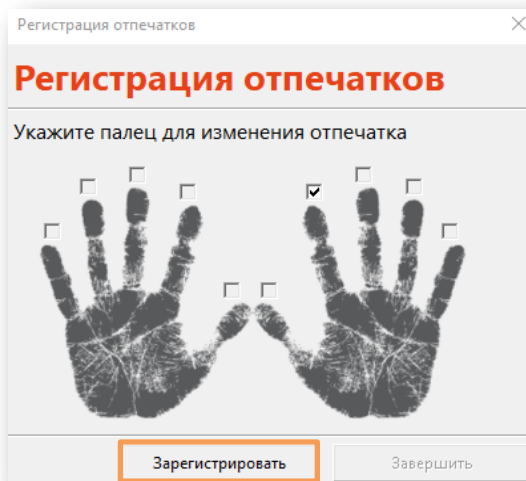 Регистрация отпечатков
Регистрация отпечатков
Укажите палец для изменения отпечатка
Зарегистрировать
Завершить